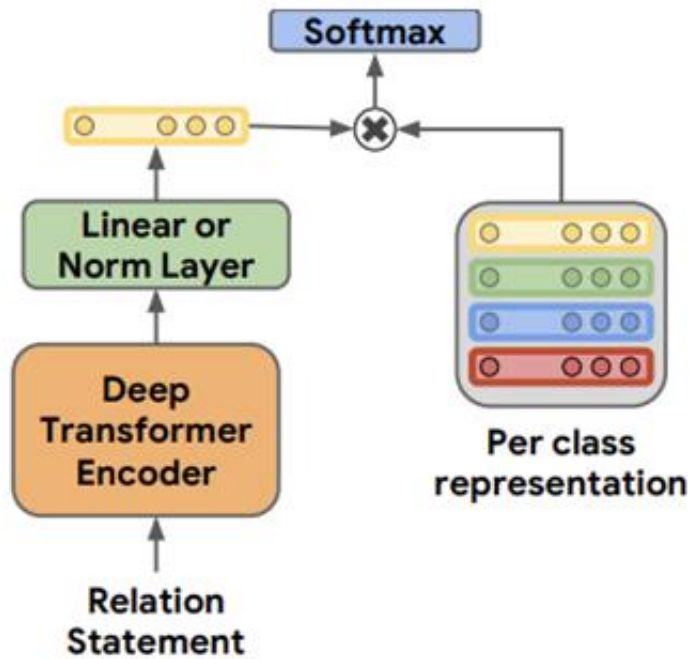 Softmax
Linear or
Norm Layer
Deep
Transformer
Encoder
Per class
representation
Relation
Statement